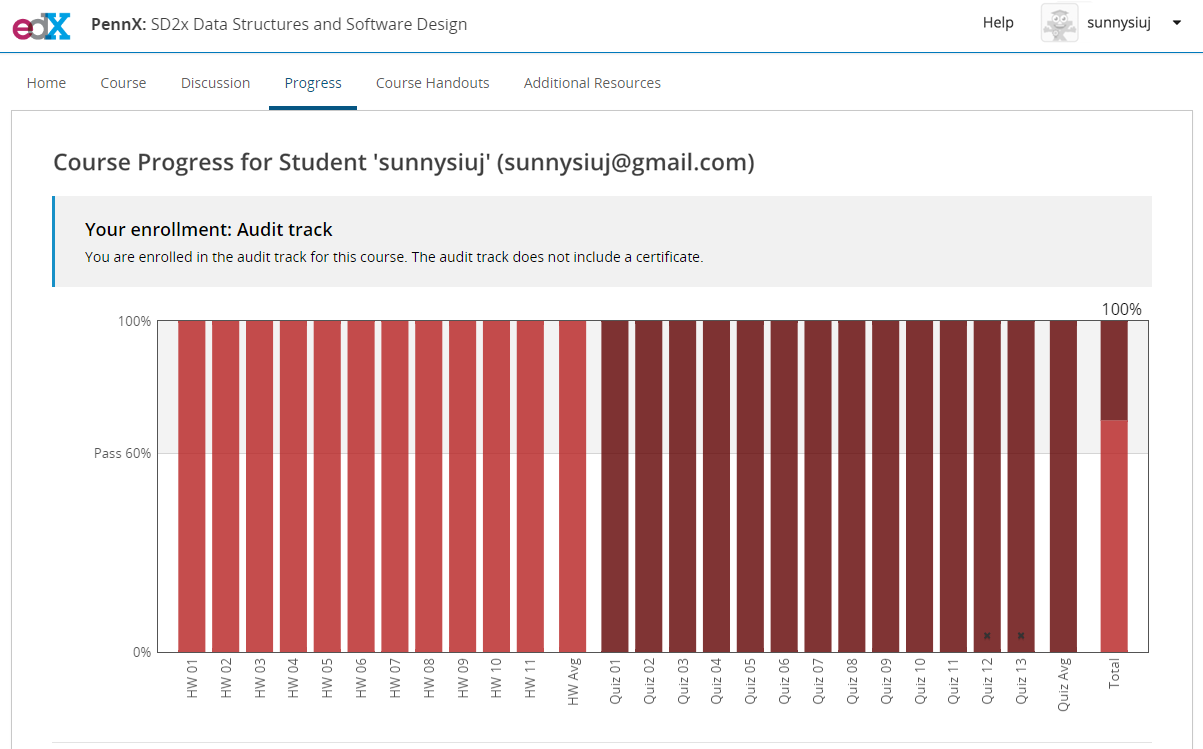 edX PennX: SD2x Data Structures and Software Design Help sunnysiuj
Home Course Discussion Progress Course Handouts Additional Resources
Course Progress for Student 'sunnysiuj' (sunnysiuj@gmail.com)
Your enrollment: Audit track
You are enrolled in the audit track for this course. The audit track does not include a certificate.
100%
100%
Pass 60%
0%
HW 01 HW 02 HW 03 HW 04 HW 05 HW 06 HW 07 HW 08 HW 09 HW 10 HW 11 HW Avg Quiz 01 Quiz 02 Quiz 03 Quiz 04 Quiz 05 Quiz 06 Quiz 07 Quiz 08 Quiz 09 Quiz 10 Quiz 11 Quiz 12 Quiz 13 Quiz Avg Total